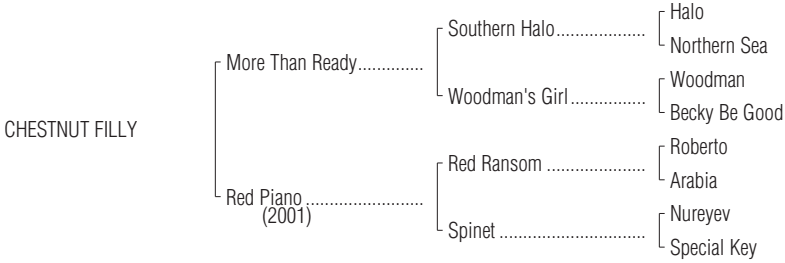 Halo
Southern Halo...................
Northern Sea
More Than Ready..............
Woodman
Woodman's Girl................
Becky Be Good
CHESTNUT FILLY
Roberto
Red Ransom .........................
Arabia
Red Piano .........................
(2001)
Nureyev
Spinet ...............................
Special Key